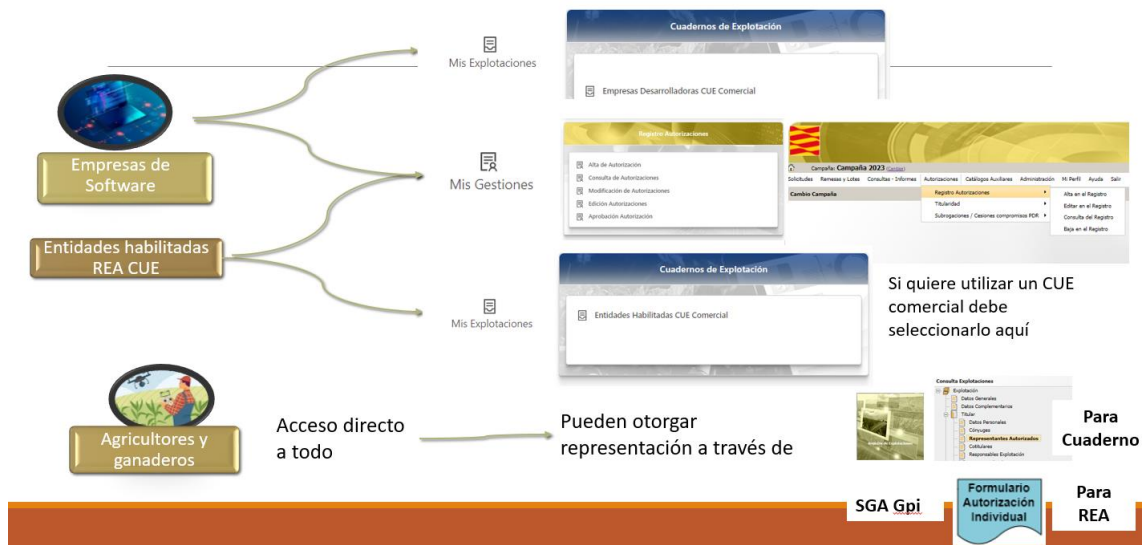 Mis Explotaciones
Cuadernos de Explotación
Empresas Desarrolladoras CUE Comercial
Empresas de
Software
Mis Gestiones
Registro Autorizaciones
Alta de Autorización
Consulta de Autorizaciones
Modificación de Autorizaciones
Edición Autorizaciones
Aprobación Autorización
Campaña: Campaña 2023 (Cambiar)
Solicitudes Remesas y Lotes Consultas - Informes Autorizaciones Catálogos Auxiliares Administración Mi Perfil Ayuda Salir
Cambio Campaña
Registro Autorizaciones
Titularidad
Subrogaciones / Cesiones compromisos PDR
Alta en el Registro
Editar en el Registro
Consulta del Registro
Baja en el Registro
Entidades habilitadas
REA CUE
Mis Explotaciones
Cuadernos de Explotación
Entidades Habilitadas CUE Comercial
Si quiere utilizar un CUE
comercial debe
seleccionarlo aquí
Agricultores y
ganaderos
Acceso directo
a todo
Pueden otorgar
representación a través de
Consulta Explotaciones
Explotación
Datos Generales
Datos Complementarios
Titular
Datos Personales
Cónyuges
Representantes Autorizados
Cotitulares
Responsables Explotación
Para
Cuaderno
SGA Gpi
Formulario
Autorización
Individual
Para
REA